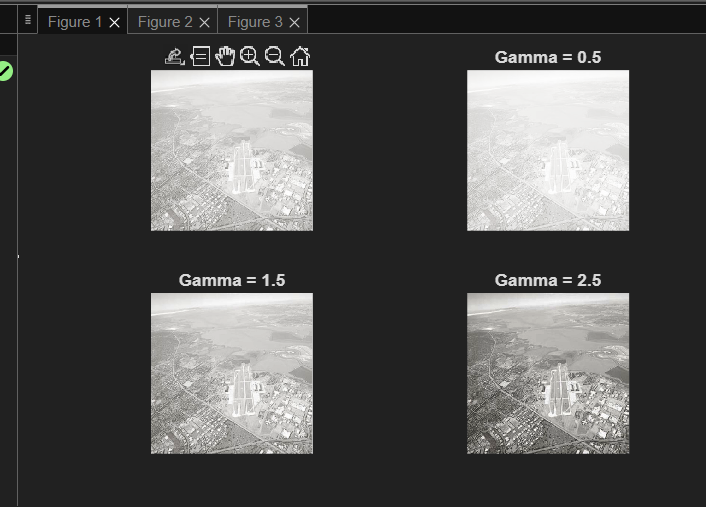 Figure 1
Figure 2
Figure 3
Gamma = 0.5
Gamma = 1.5
Gamma = 2.5